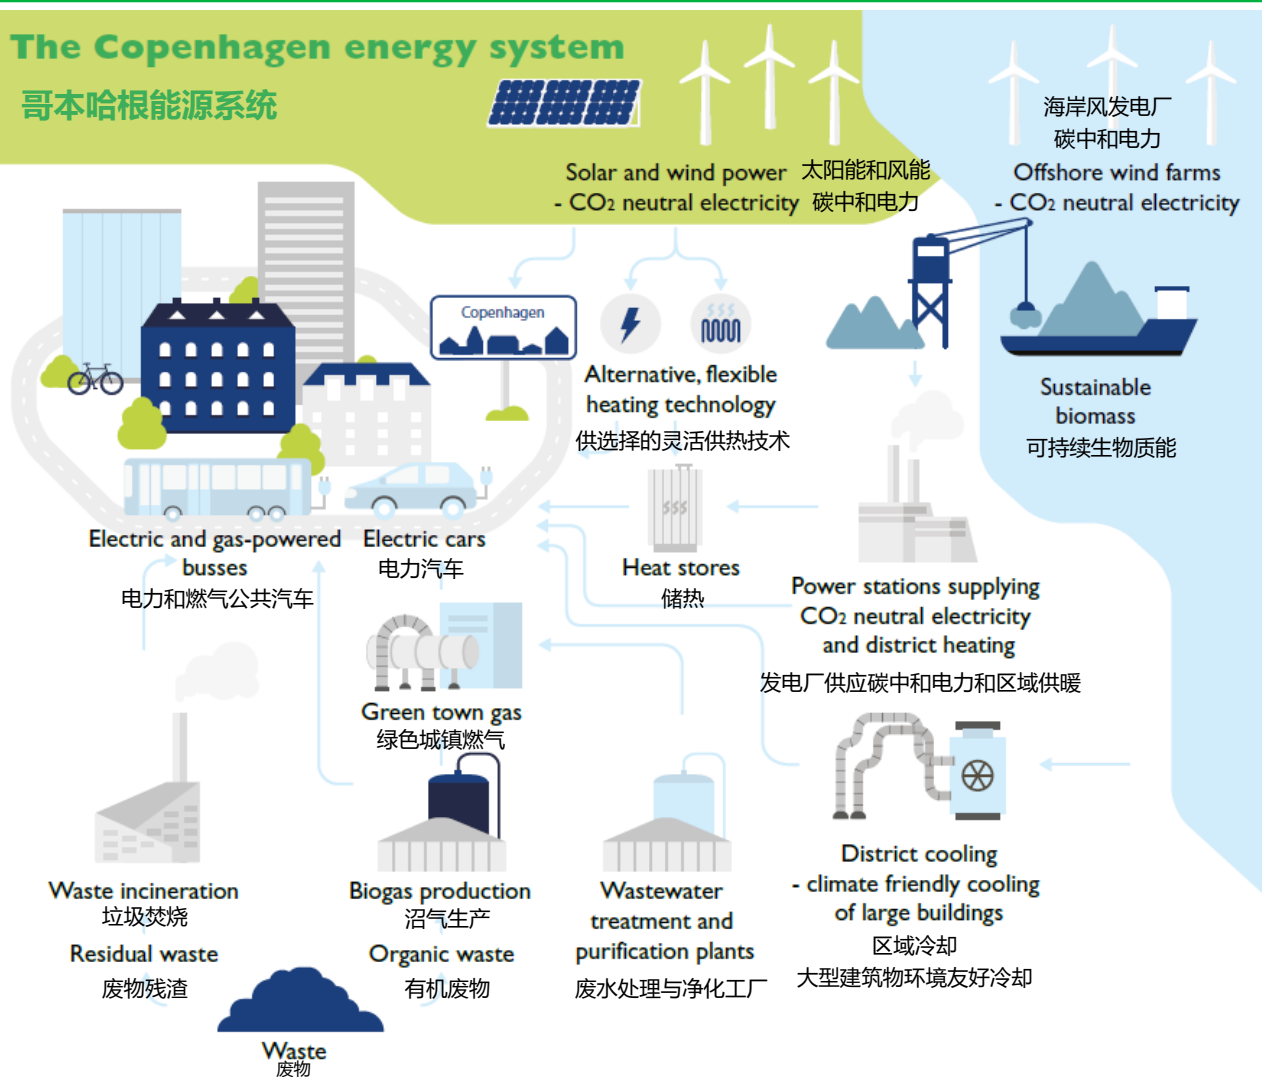 The Copenhagen energy system
哥本哈根能源系统
海岸风发电厂
碳中和电力
Solar and wind power 太阳能和风能
- CO2 neutral electricity 碳中和电力
Offshore wind farms
- CO2 neutral electricity
Copenhagen
Alternative, flexible
heating technology
供选择的灵活供热技术
Sustainable
biomass
可持续生物质能
Electric and gas-powered
busses
电力和燃气公共汽车
Electric cars
电力汽车
Heat stores
储热
Power stations supplying
CO2 neutral electricity
and district heating
发电厂供应碳中和电力和区域供暖
Green town gas
绿色城镇燃气
Waste incineration
垃圾焚烧
Residual waste
废物残渣
Biogas production
沼气生产
Organic waste
有机废物
Wastewater
treatment and
purification plants
废水处理与净化工厂
District cooling
- climate friendly cooling
of large buildings
区域冷却
大型建筑物环境友好冷却
Waste
废物